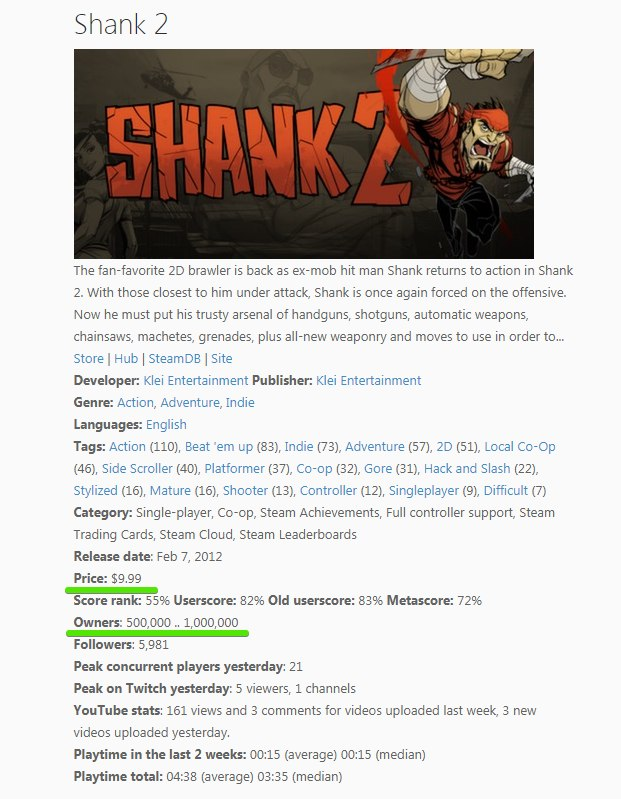 Shank 2
SHANK 2
The fan-favorite 2D brawler is back as ex-mob hit man Shank returns to action in Shank
2. With those closest to him under attack, Shank is once again forced on the offensive.
Now he must put his trusty arsenal of handguns, shotguns, automatic weapons,
chainsaws, machetes, grenades, plus all-new weaponry and moves to use in order to...
Store | Hub | SteamDB | Site
Developer: Klei Entertainment Publisher: Klei Entertainment
Genre: Action, Adventure, Indie
Languages: English
Tags: Action (110), Beat 'em up (83), Indie (73), Adventure (57), 2D (51), Local Co-Op
(46), Side Scroller (40), Platformer (37), Co-op (32), Gore (31), Hack and Slash (22),
Stylized (16), Mature (16), Shooter (13), Controller (12), Singleplayer (9), Difficult (7)
Category: Single-player, Co-op, Steam Achievements, Full controller support, Steam
Trading Cards, Steam Cloud, Steam Leaderboards
Release date: Feb 7, 2012
Price: $9.99
Score rank: 55% Userscore: 82% Old userscore: 83% Metascore: 72%
Owners: 500,000 .. 1,000,000
Followers: 5,981
Peak concurrent players yesterday: 21
Peak on Twitch yesterday: 5 viewers, 1 channels
YouTube stats: 161 views and 3 comments for videos uploaded last week, 3 new
videos uploaded yesterday.
Playtime in the last 2 weeks: 00:15 (average) 00:15 (median)
Playtime total: 04:38 (average) 03:35 (median)